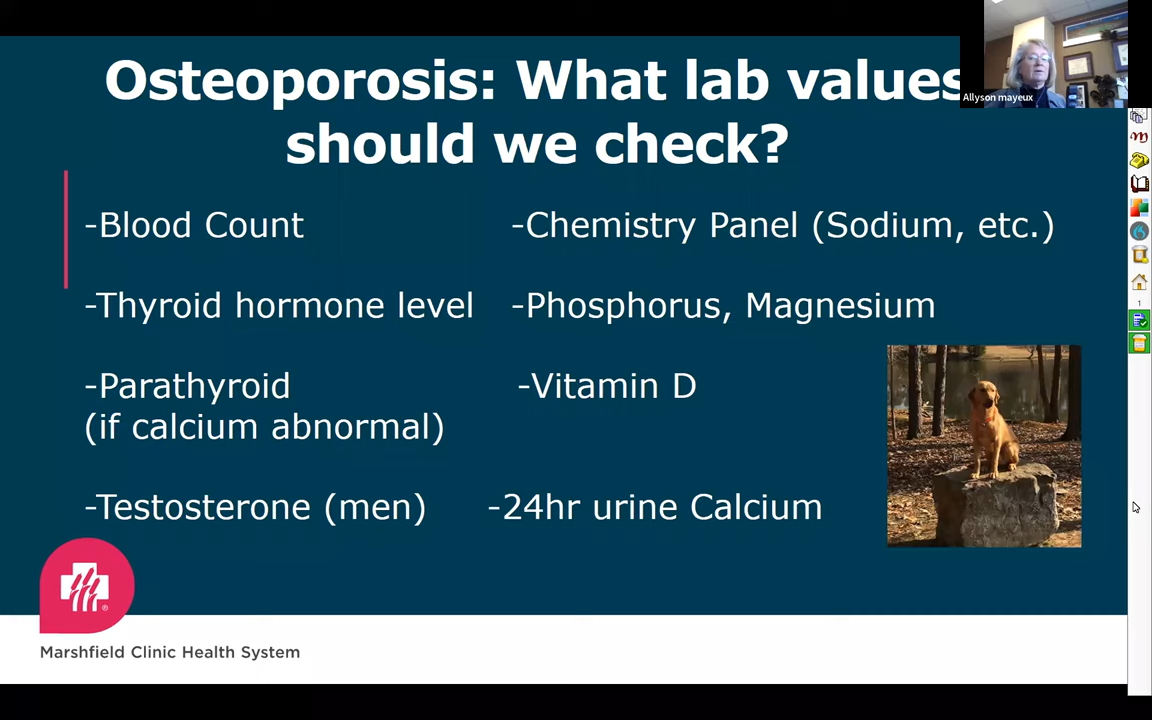 Osteoporosis: What lab values
should we check?
Allyson mayeux
-Blood Count -Chemistry Panel (Sodium, etc.)
-Thyroid hormone level -Phosphorus, Magnesium
-Parathyroid -Vitamin D
(if calcium abnormal)
-Testosterone (men) -24hr urine Calcium
Marshfield Clinic Health System
m
1